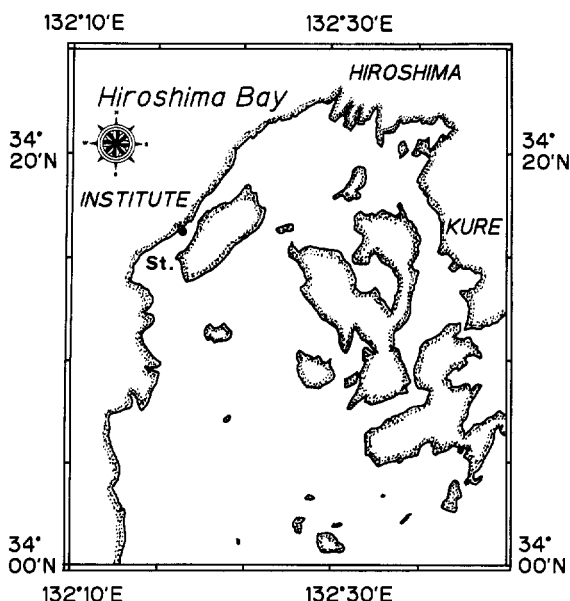 132°10'E 132°30'E
HIROSHIMA
Hiroshima Bay
34°
20'N
34°
20'N
INSTITUTE
KURE
St.
34°
00'N
34°
00'N
132°10'E 132°30'E